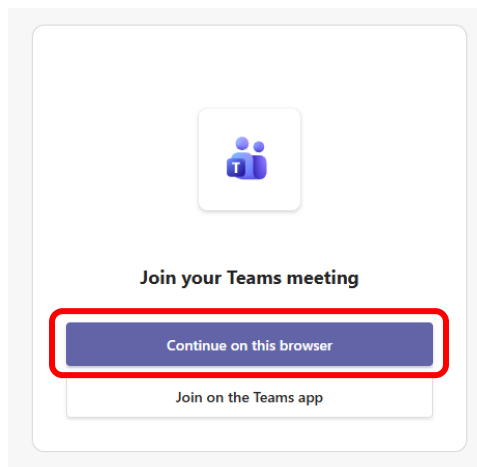 T
Join your Teams meeting
Continue on this browser
Join on the Teams app